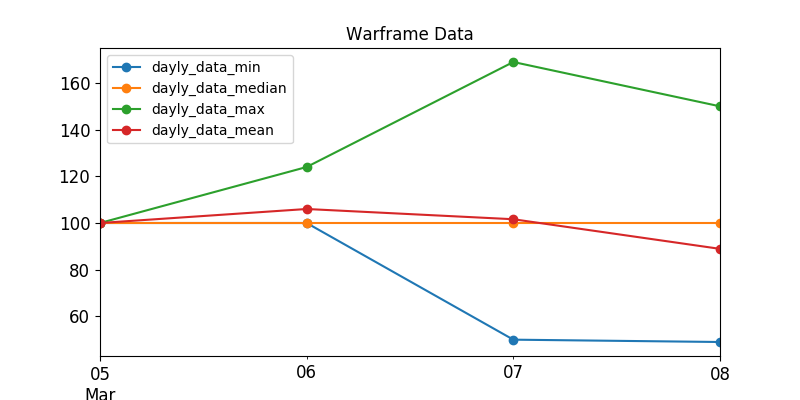 Warframe Data
dayly_data_min
dayly_data_median
dayly_data_max
dayly_data_mean
160
140
120
100
80
60
05
06
07
08
Mar